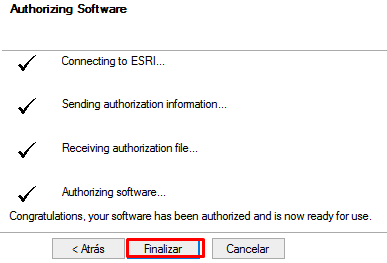 Authorizing Software
Connecting to ESRI...
Sending authorization information...
Receiving authorization file...
Authorizing software...
Congratulations, your software has been authorized and is now ready for use.
< Atrás Finalizar Cancelar